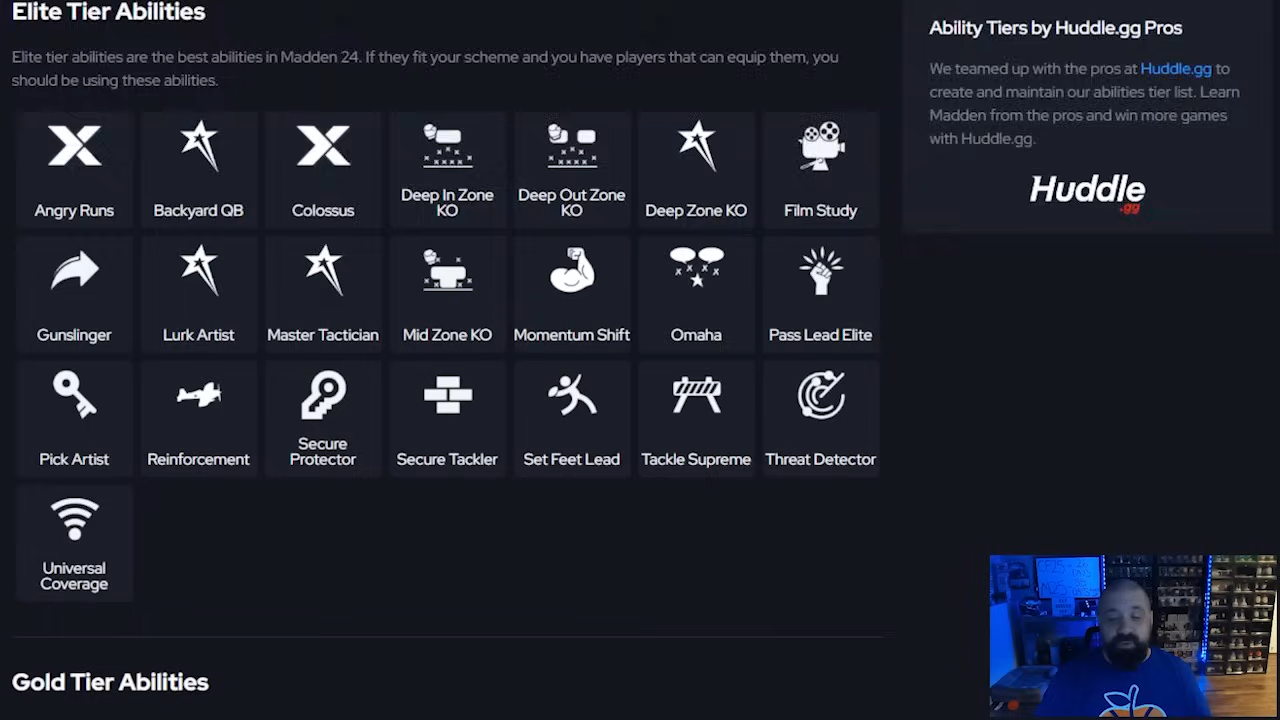 Elite Tier Abilities
Elite tier abilities are the best abilities in Madden 24. If they fit your scheme and you have players that can equip them, you
should be using these abilities.
Angry Runs
Backyard QB
Colossus
Deep In Zone
KO
Deep Out Zone
KO
Deep Zone KO
Film Study
Gunslinger
Lurk Artist
Master Tactician
Mid Zone KO
Momentum Shift
Omaha
Pass Lead Elite
Pick Artist
Reinforcement
Secure
Protector
Secure Tackler
Set Feet Lead
Tackle Supreme
Threat Detector
Universal
Coverage
Gold Tier Abilities
Ability Tiers by Huddle.gg Pros
We teamed up with the pros at Huddle.gg to
create and maintain our abilities tier list. Learn
Madden from the pros and win more games
with Huddle.gg.
Huddle
.gg